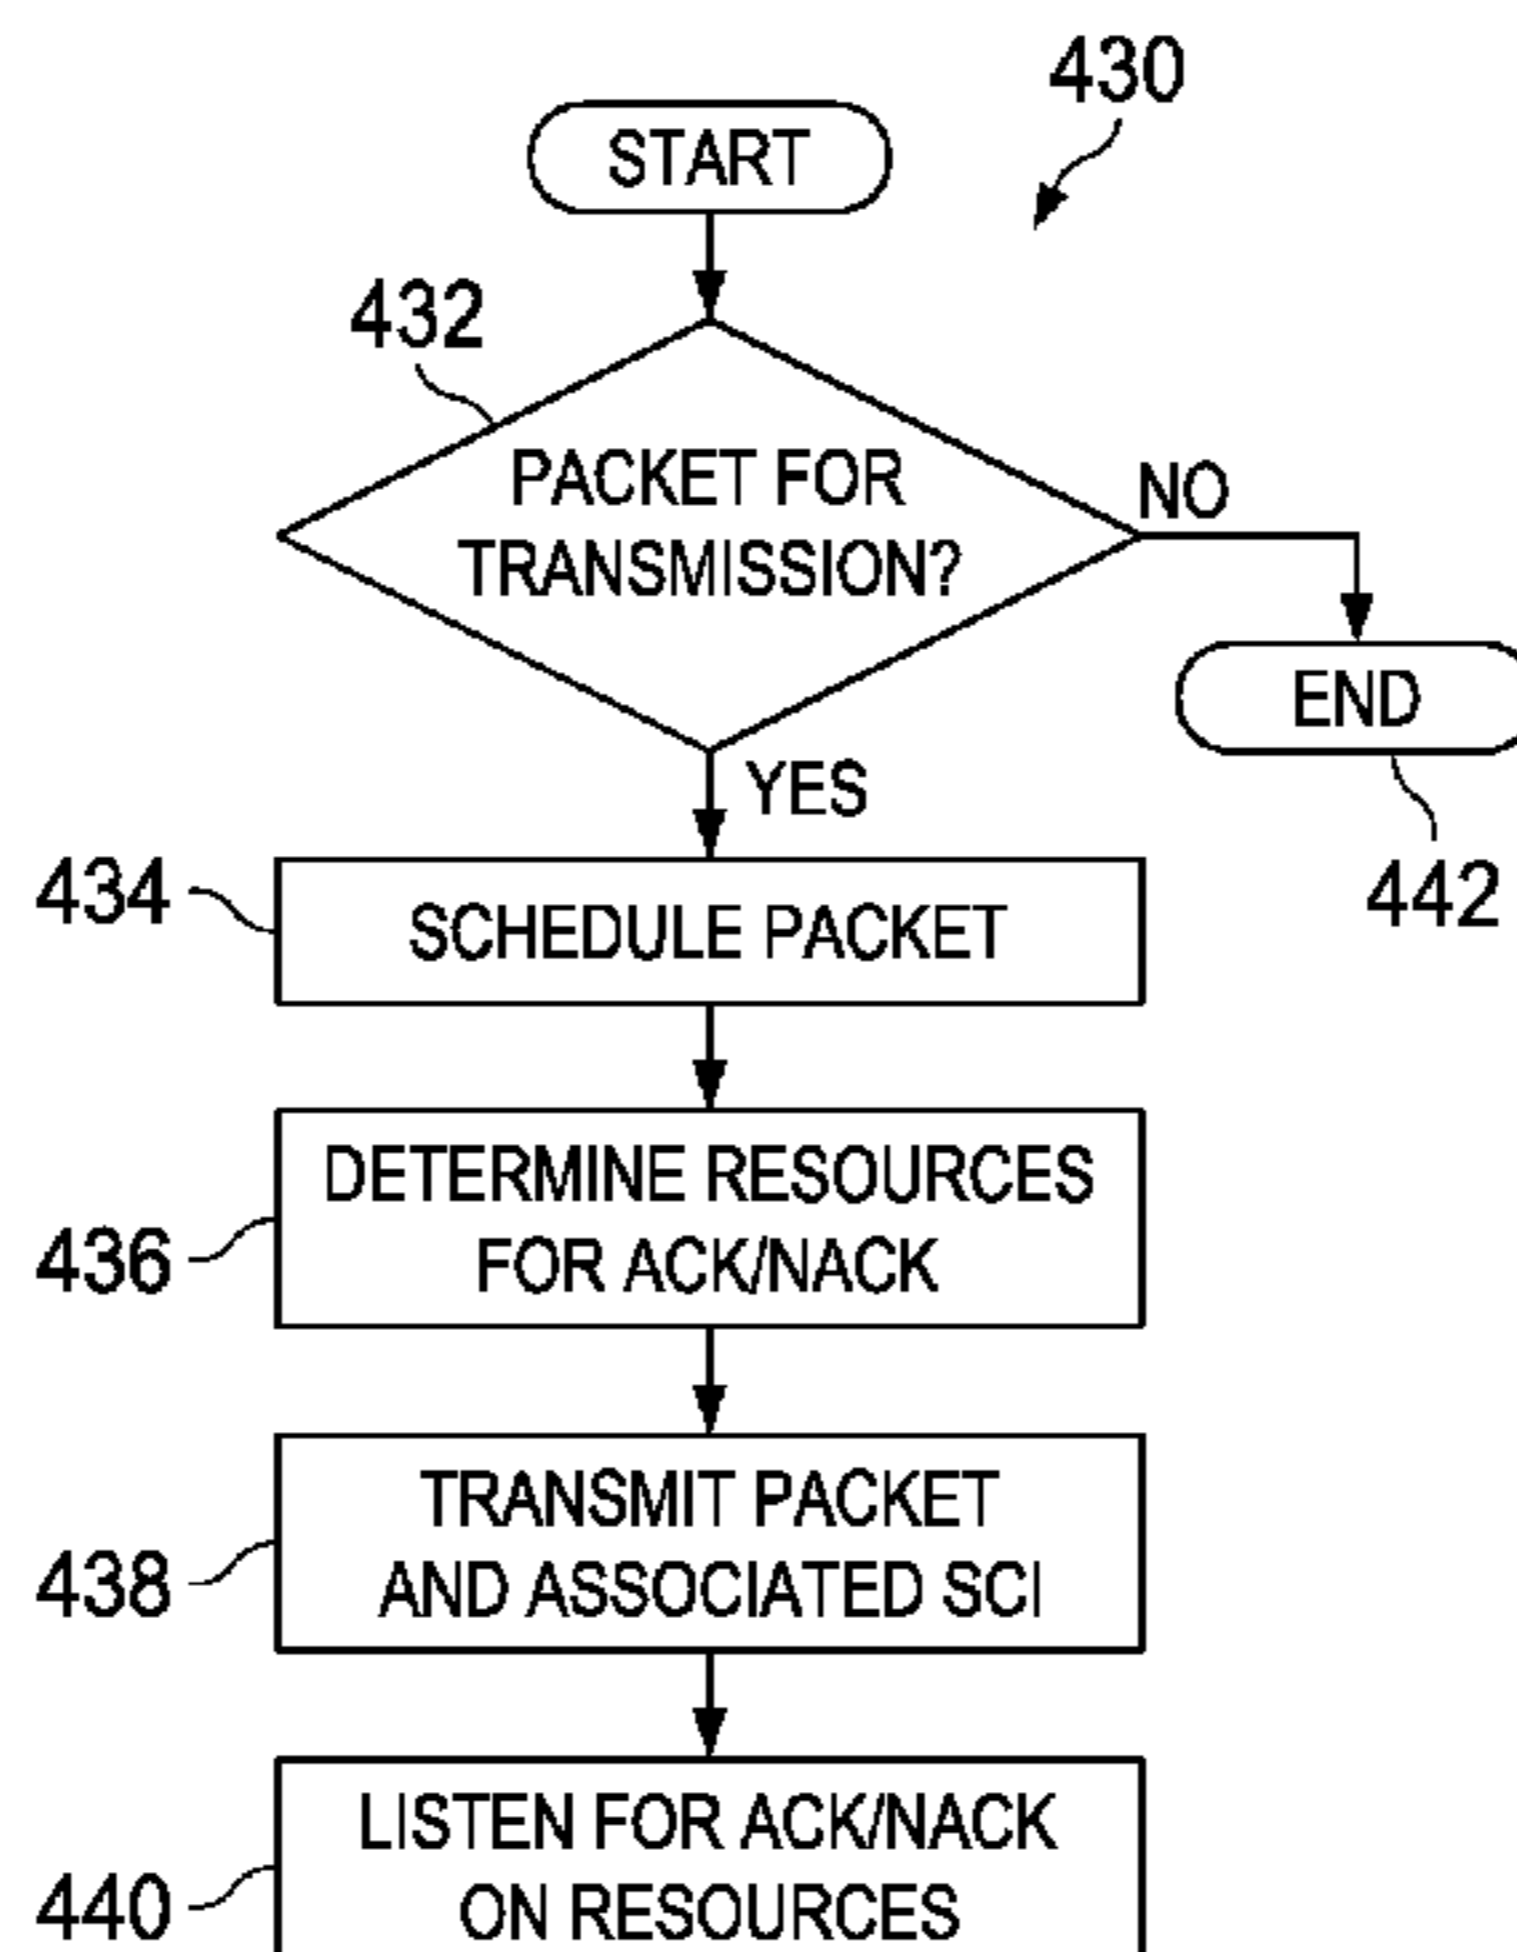 430
START
432
PACKET FOR
TRANSMISSION?
NO
END
442
YES
434
SCHEDULE PACKET
DETERMINE RESOURCES
FOR ACK/NACK
436
TRANSMIT PACKET
AND ASSOCIATED SCI
438
LISTEN FOR ACK/NACK
ON RESOURCES
440